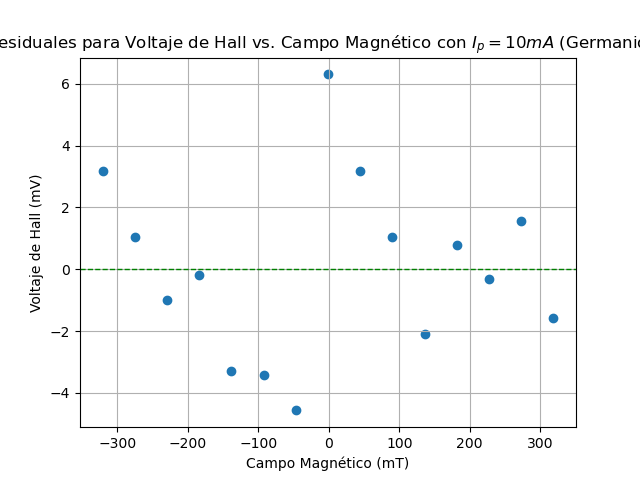 esiduales para Voltaje de Hall vs. Campo Magnético con $I_p = 10mA$ (Germanio
6
4
2
0
−2
−4
Voltaje de Hall (mV)
−300 −200 −100 0 100 200 300
Campo Magnético (mT)